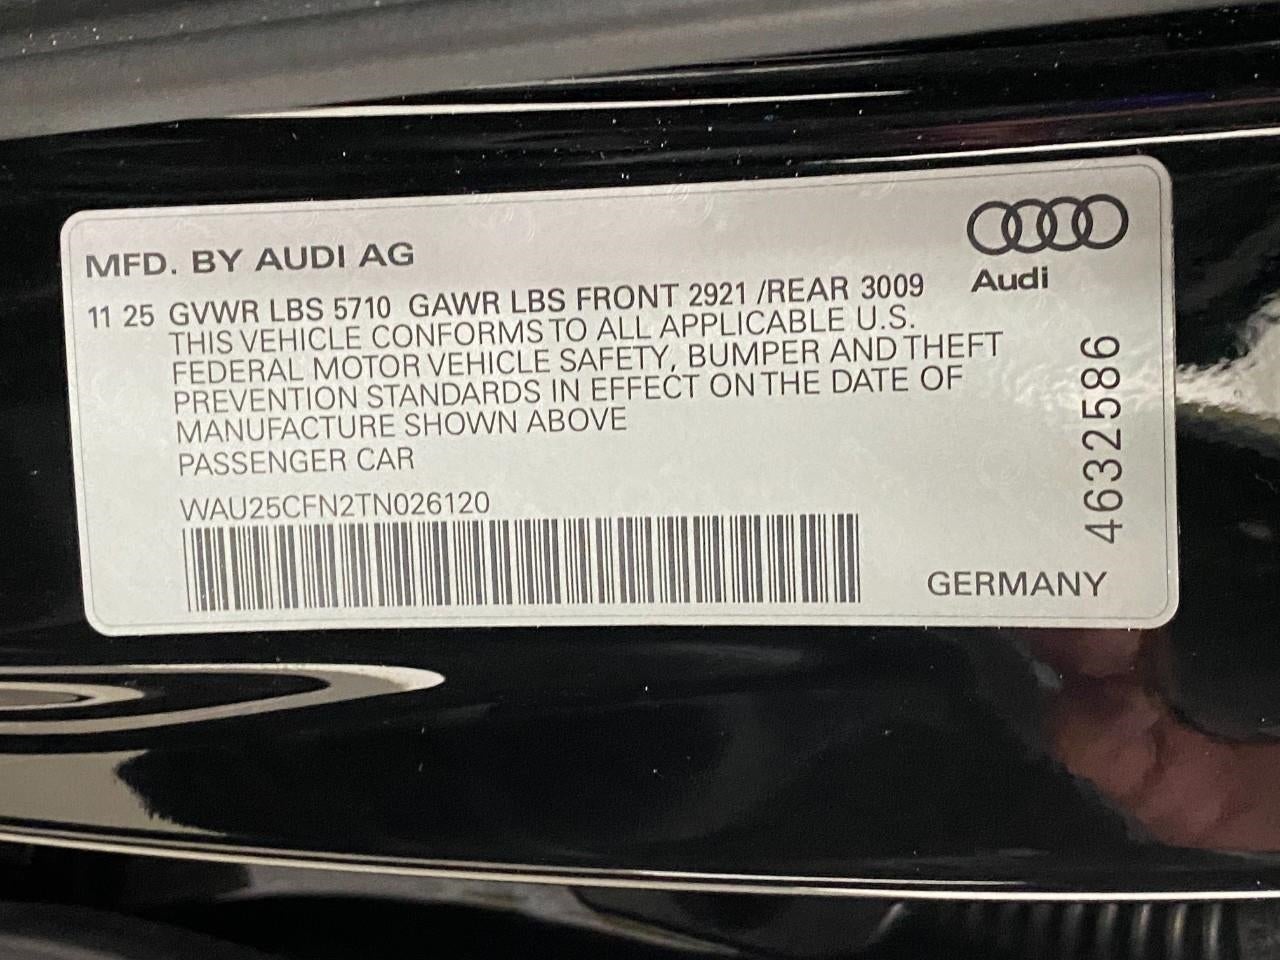 MFD. BY AUDI AG
Audi
11 25 GVWR LBS 5710 GAWR LBS FRONT 2921 /REAR 3009
THIS VEHICLE CONFORMS TO ALL APPLICABLE U.S.
FEDERAL MOTOR VEHICLE SAFETY, BUMPER AND THEFT
PREVENTION STANDARDS IN EFFECT ON THE DATE OF
MANUFACTURE SHOWN ABOVE
PASSENGER CAR
WAU25CFN2TN026120
4632586
GERMANY